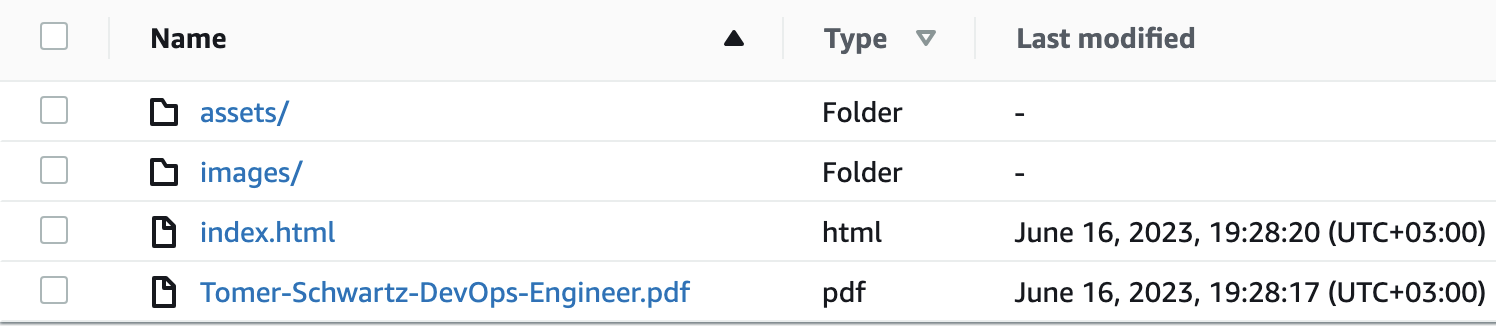 Name Type Last modified
assets/ Folder -
images/ Folder -
index.html html June 16, 2023, 19:28:20 (UTC+03:00)
Tomer-Schwartz-DevOps-Engineer.pdf pdf June 16, 2023, 19:28:17 (UTC+03:00)